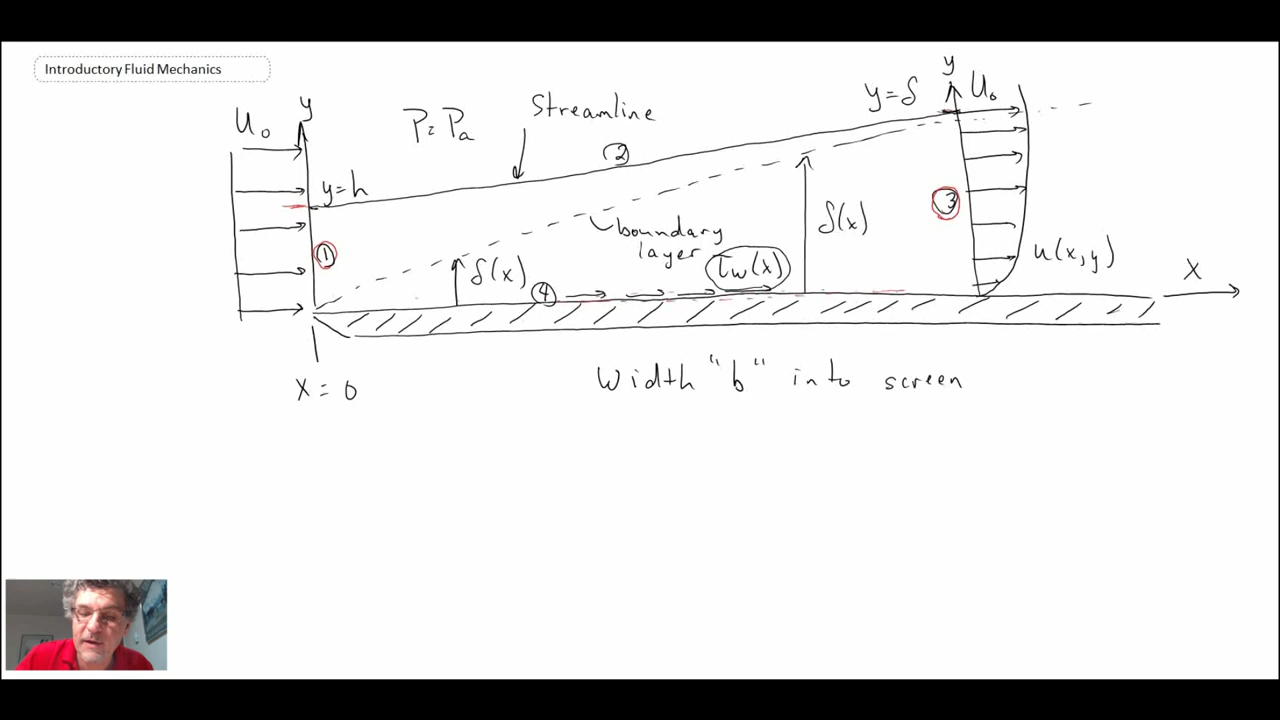 Introductory Fluid Mechanics
y
U₀
P = Pₐ
Streamline
y = δ
y
U₀
②
y = h
①
boundary
layer
δ(x)
③
δ(x)
④
τw(x)
u(x,y)
x
x = 0
Width "b" into screen